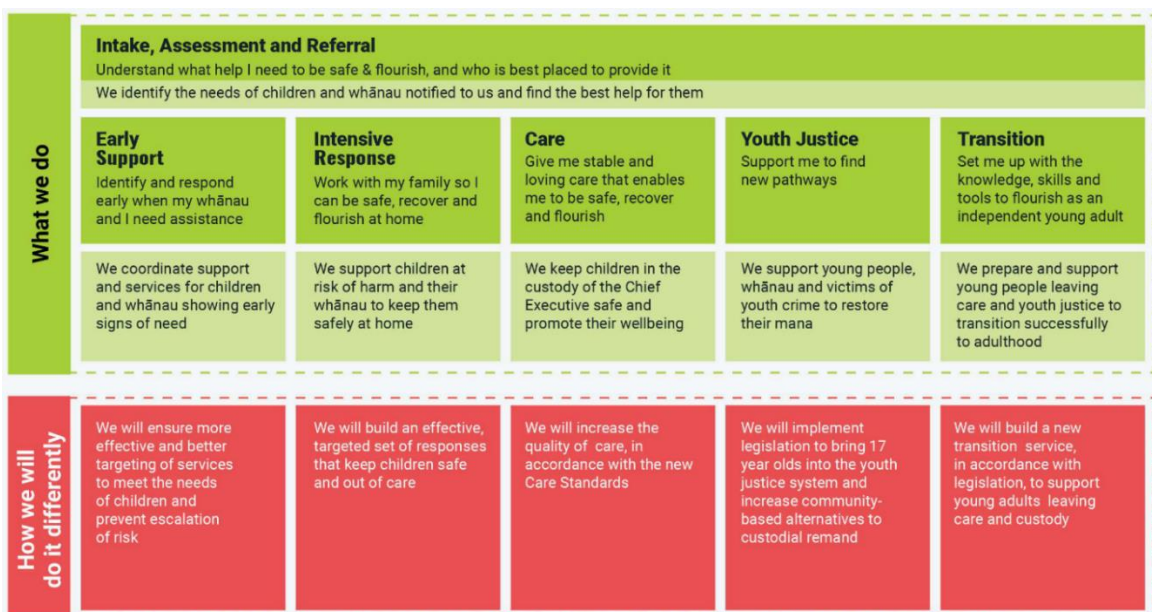 What we do
Intake, Assessment and Referral
Understand what help I need to be safe & flourish, and who is best placed to provide it
We identify the needs of children and whānau notified to us and find the best help for them
Early
Support
Identify and respond
early when my whānau
and I need assistance
We coordinate support
and services for children
and whānau showing early
signs of need
Intensive
Response
Work with my family so I
can be safe, recover and
flourish at home
We support children at
risk of harm and their
whānau to keep them
safely at home
Care
Give me stable and
loving care that enables
me to be safe, recover
and flourish
We keep children in the
custody of the Chief
Executive safe and
promote their wellbeing
Youth Justice
Support me to find
new pathways
We support young people,
whānau and victims of
youth crime to restore
their mana
Transition
Set me up with the
knowledge, skills and
tools to flourish as an
independent young adult
We prepare and support
young people leaving
care and youth justice to
transition successfully
to adulthood
How we will
do it differently
We will ensure more
effective and better
targeting of services
to meet the needs
of children and
prevent escalation
of risk
We will build an effective,
targeted set of responses
that keep children safe
and out of care
We will increase the
quality of care, in
accordance with the new
Care Standards
We will implement
legislation to bring 17
year olds into the youth
justice system and
increase community-
based alternatives to
custodial remand
We will build a new
transition service,
in accordance with
legislation, to support
young adults leaving
care and custody